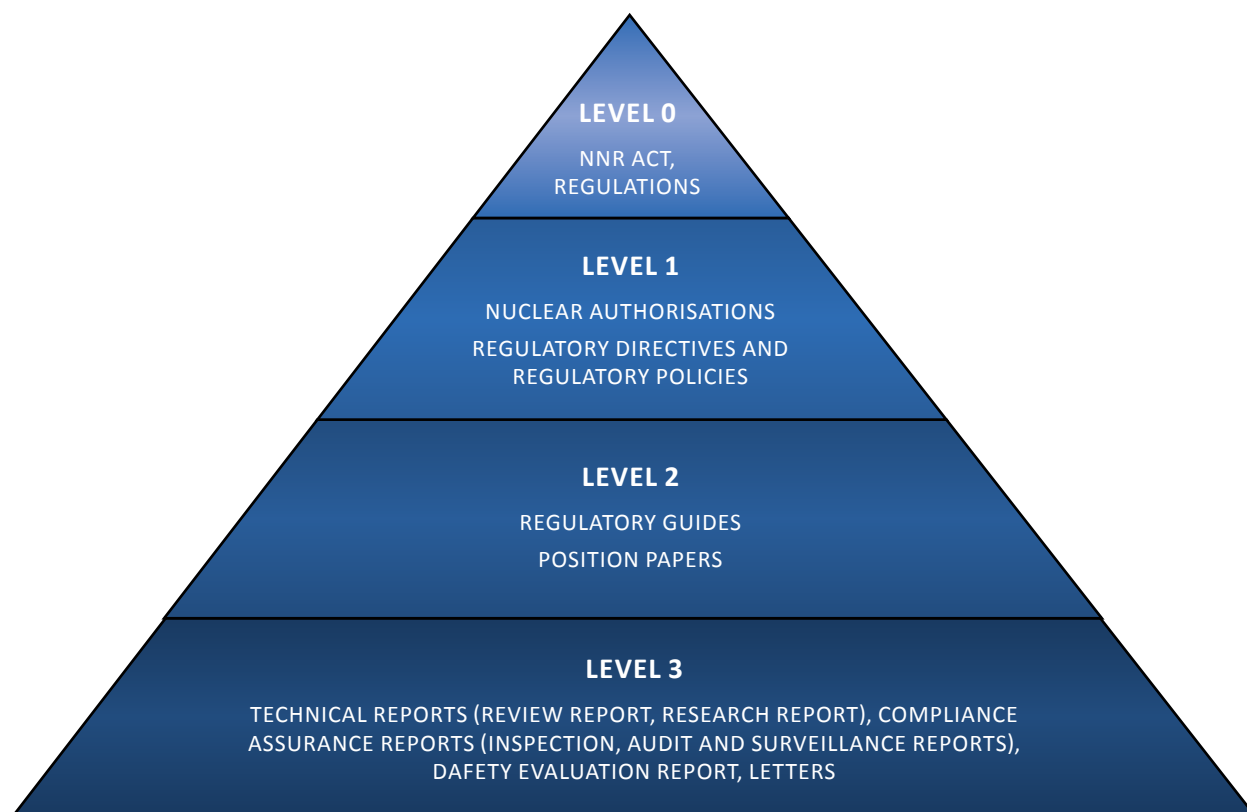 LEVEL 0
NNR ACT,
REGULATIONS
LEVEL 1
NUCLEAR AUTHORISATIONS
REGULATORY DIRECTIVES AND
REGULATORY POLICIES
LEVEL 2
REGULATORY GUIDES
POSITION PAPERS
LEVEL 3
TECHNICAL REPORTS (REVIEW REPORT, RESEARCH REPORT), COMPLIANCE
ASSURANCE REPORTS (INSPECTION, AUDIT AND SURVEILLANCE REPORTS),
DAFETY EVALUATION REPORT, LETTERS